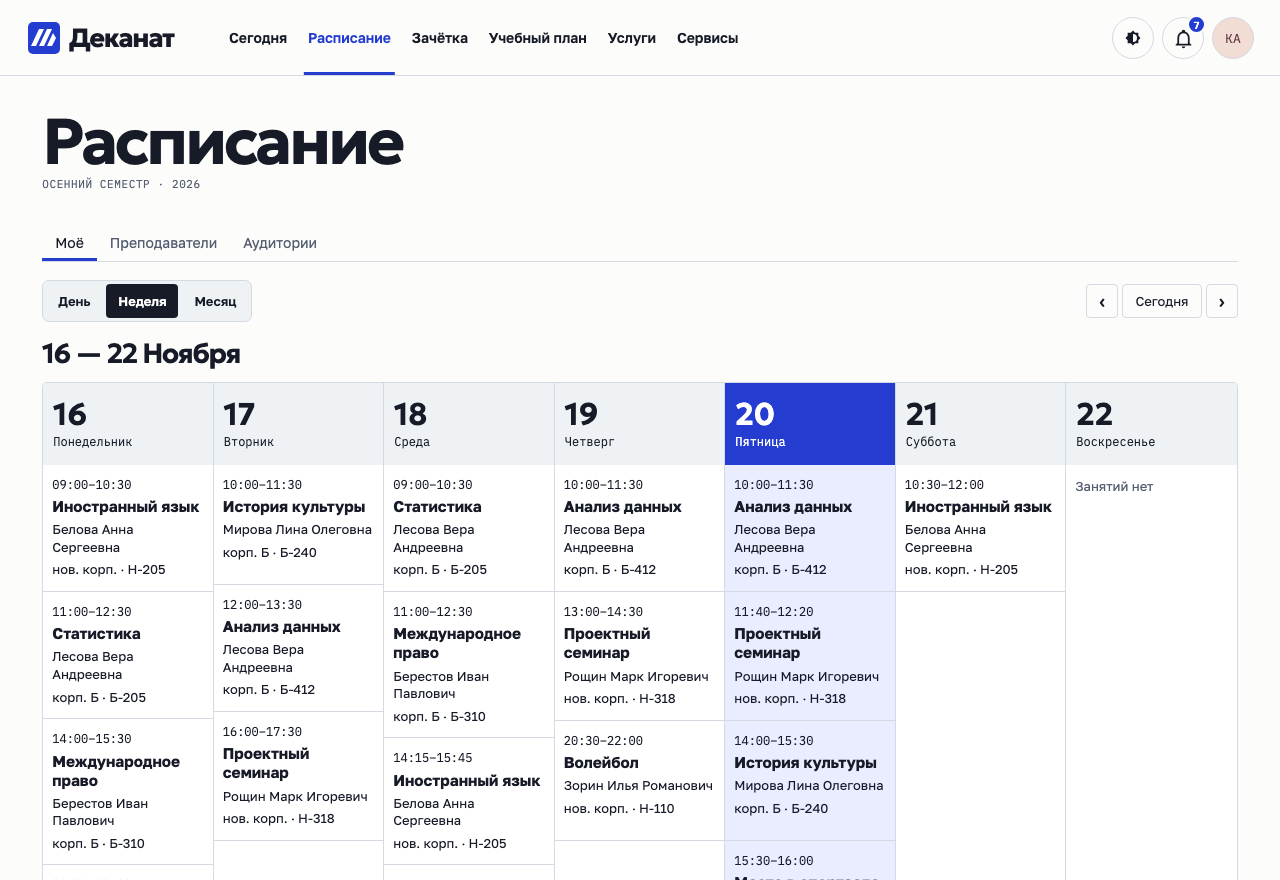 Деканат
Сегодня
Расписание
Зачётка
Учебный план
Услуги
Сервисы
7
КА
Расписание
ОСЕННИЙ СЕМЕСТР · 2026
Моё
Преподаватели
Аудитории
День
Неделя
Месяц
‹
Сегодня
›
16 — 22 Ноября
16
Понедельник
09:00–10:30
Иностранный язык
Белова Анна
Сергеевна
нов. корп. · Н-205
11:00–12:30
Статистика
Лесова Вера
Андреевна
корп. Б · Б-205
14:00–15:30
Международное
право
Берестов Иван
Павлович
корп. Б · Б-310
17
Вторник
10:00–11:30
История культуры
Мирова Лина Олеговна
корп. Б · Б-240
12:00–13:30
Анализ данных
Лесова Вера
Андреевна
корп. Б · Б-412
16:00–17:30
Проектный
семинар
Рощин Марк Игоревич
нов. корп. · Н-318
18
Среда
09:00–10:30
Статистика
Лесова Вера
Андреевна
корп. Б · Б-205
11:00–12:30
Международное
право
Берестов Иван
Павлович
корп. Б · Б-310
14:15–15:45
Иностранный язык
Белова Анна
Сергеевна
нов. корп. · Н-205
19
Четверг
10:00–11:30
Анализ данных
Лесова Вера
Андреевна
корп. Б · Б-412
13:00–14:30
Проектный
семинар
Рощин Марк Игоревич
нов. корп. · Н-318
20:30–22:00
Волейбол
Зорин Илья Романович
нов. корп. · Н-110
20
Пятница
10:00–11:30
Анализ данных
Лесова Вера
Андреевна
корп. Б · Б-412
11:40–12:20
Проектный
семинар
Рощин Марк Игоревич
нов. корп. · Н-318
14:00–15:30
История культуры
Мирова Лина Олеговна
корп. Б · Б-240
15:30–16:00
21
Суббота
10:30–12:00
Иностранный язык
Белова Анна
Сергеевна
нов. корп. · Н-205
22
Воскресенье
Занятий нет